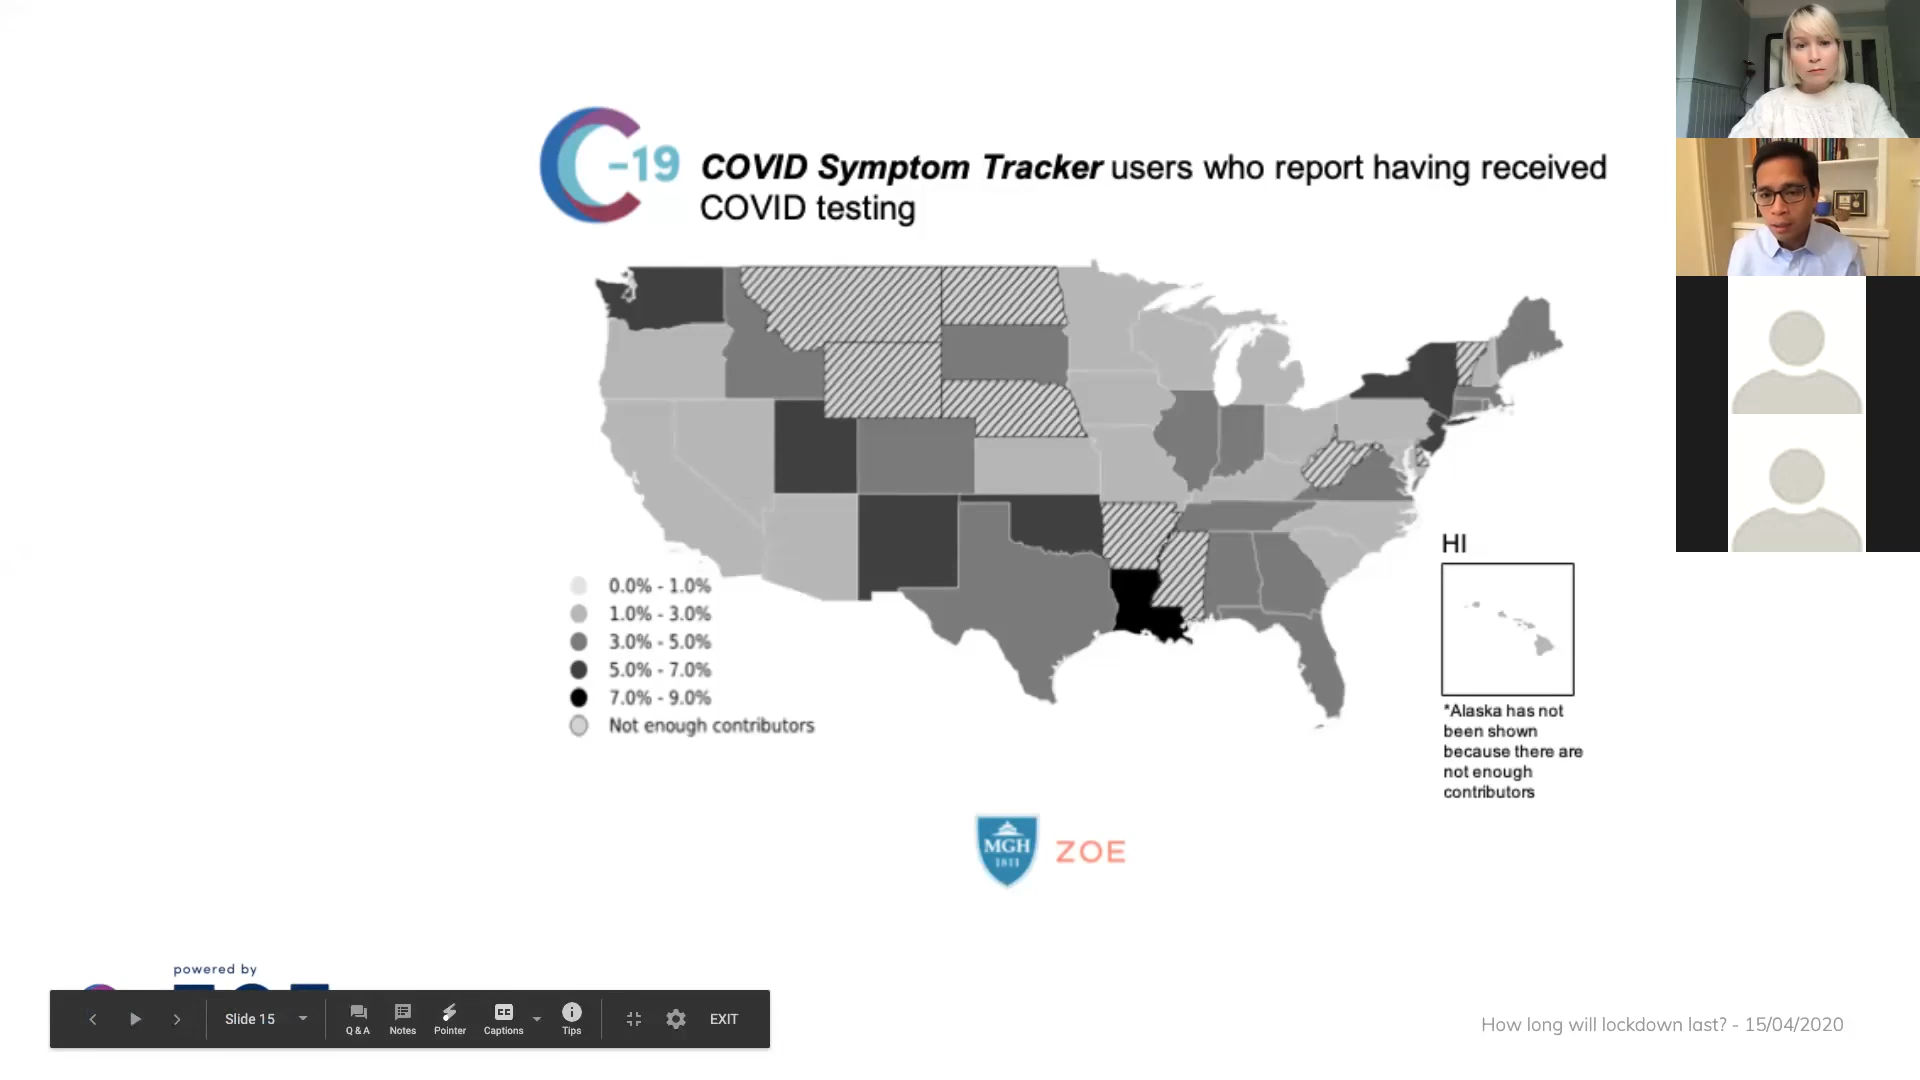 -19
COVID Symptom Tracker users who report having received
COVID testing
0.0% - 1.0%
1.0% - 3.0%
3.0% - 5.0%
5.0% - 7.0%
7.0% - 9.0%
Not enough contributors
HI
*Alaska has not
been shown
because there are
not enough
contributors
MGH
1811
ZOE
powered by
Slide 15
Q & A
Notes
Pointer
CC
Captions
Tips
EXIT
How long will lockdown last? - 15/04/2020